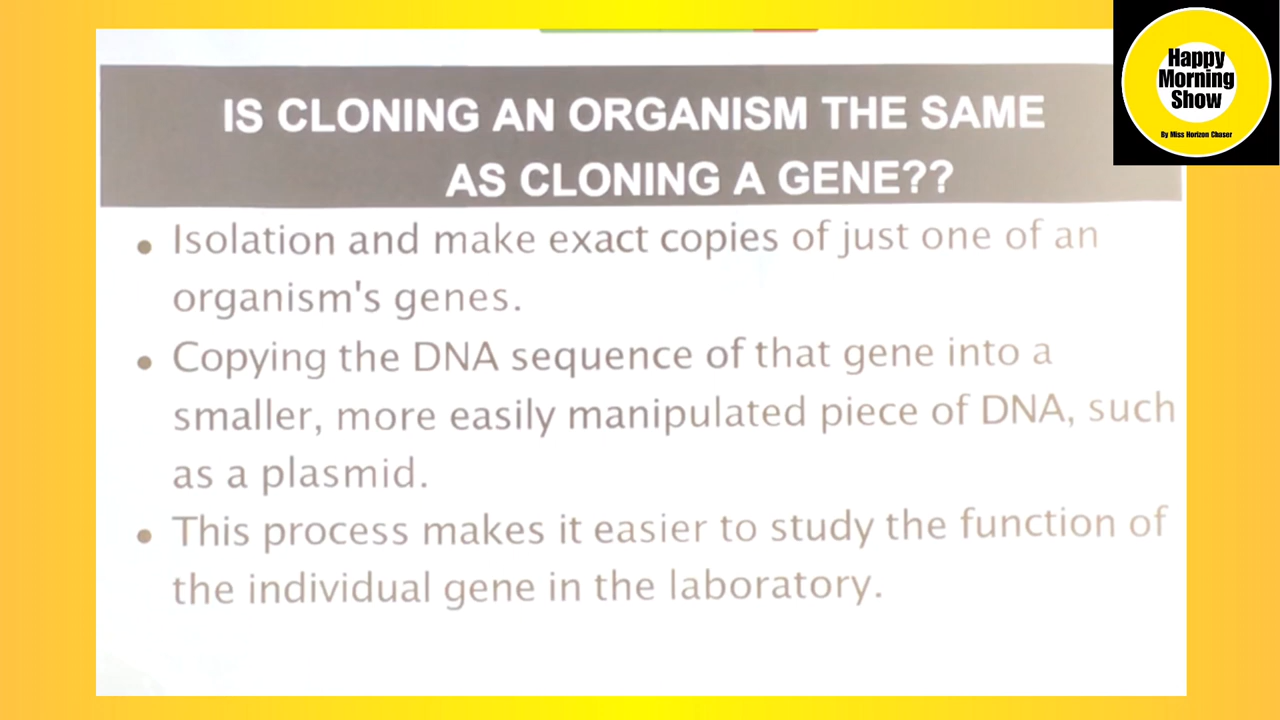 Happy
Morning
Show
By Miss Horizon Chaser
IS CLONING AN ORGANISM THE SAME
AS CLONING A GENE??
• Isolation and make exact copies of just one of an
organism's genes.
• Copying the DNA sequence of that gene into a
smaller, more easily manipulated piece of DNA, such
as a plasmid.
• This process makes it easier to study the function of
the individual gene in the laboratory.